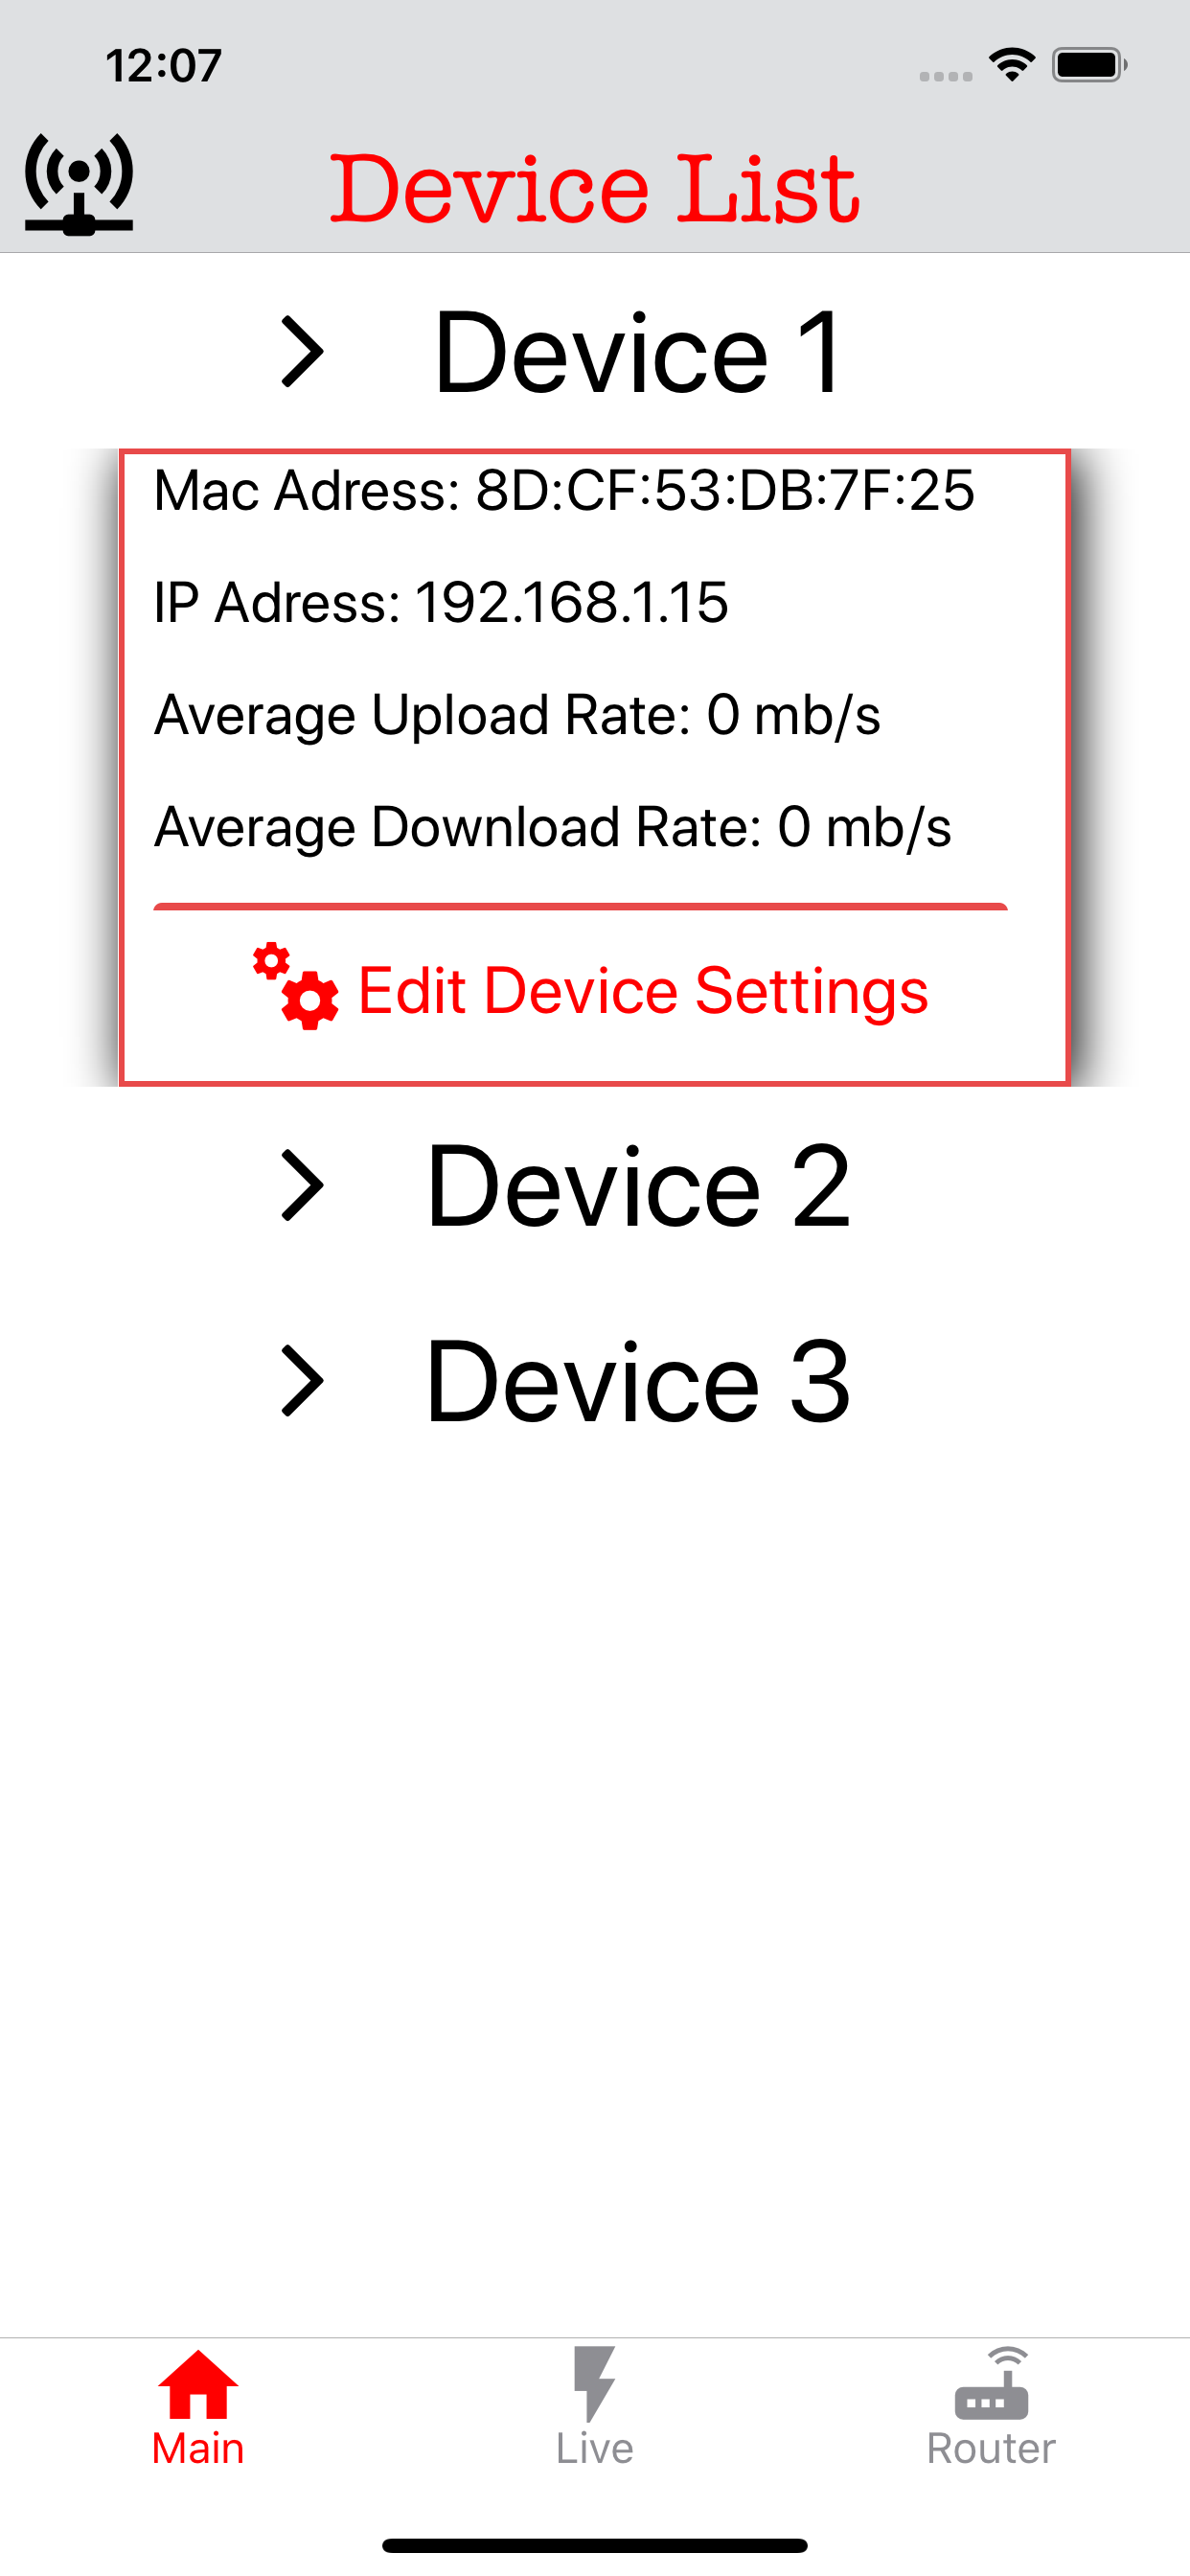 12:07
Device List
Device 1
Mac Adress: 8D:CF:53:DB:7F:25
IP Adress: 192.168.1.15
Average Upload Rate: 0 mb/s
Average Download Rate: 0 mb/s
Edit Device Settings
Device 2
Device 3
Main
Live
Router